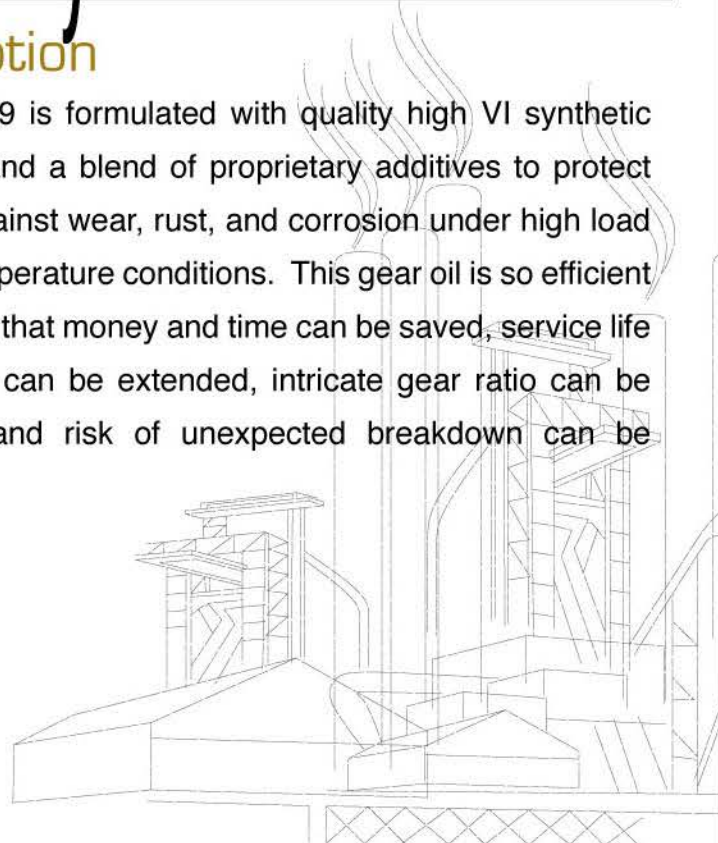 ption
9 is formulated with quality high VI synthetic
nd a blend of proprietary additives to protect
ainst wear, rust, and corrosion under high load
perature conditions. This gear oil is so efficient
that money and time can be saved, service life
can be extended, intricate gear ratio can be
and risk of unexpected breakdown can be